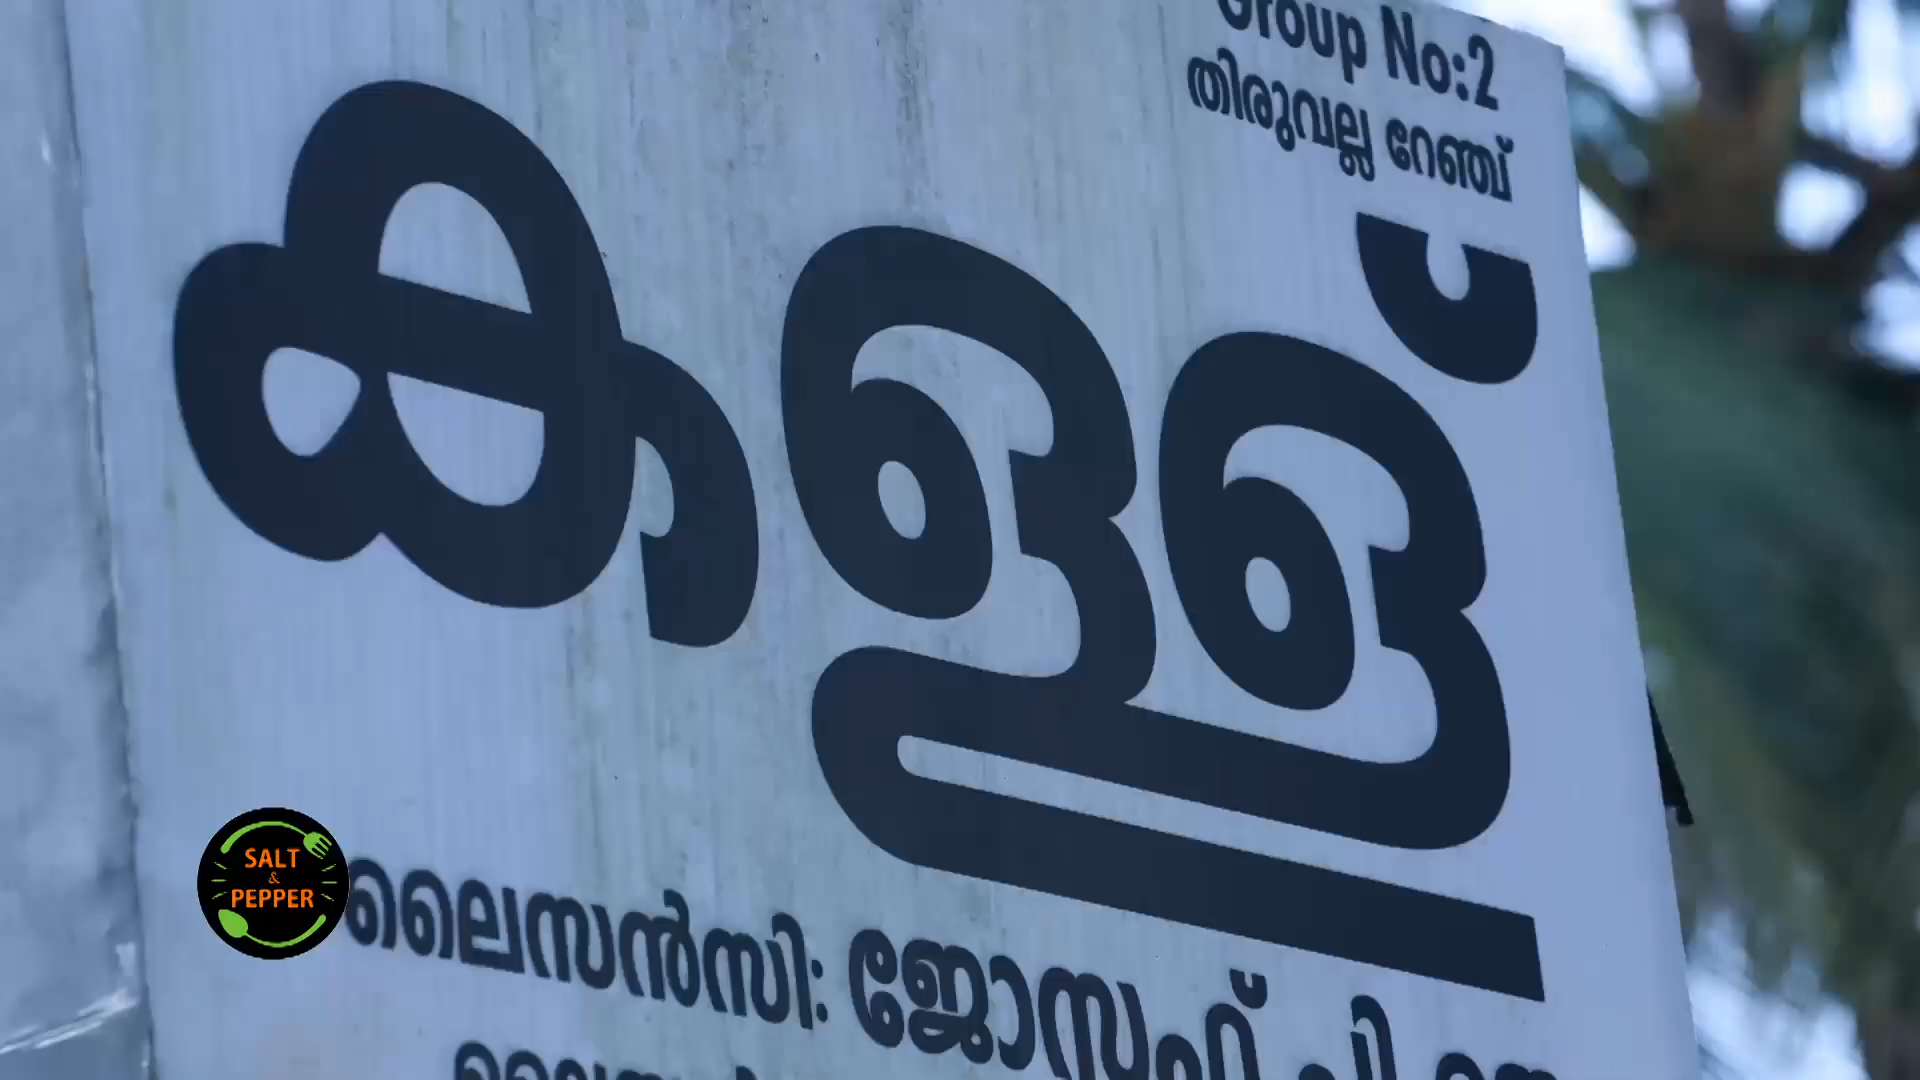 Group No:2
തിരുവല്ല റേഞ്ച്
കള്ള്
SALT
&
PEPPER
ലൈസൻസി: ജോസഫ് പി